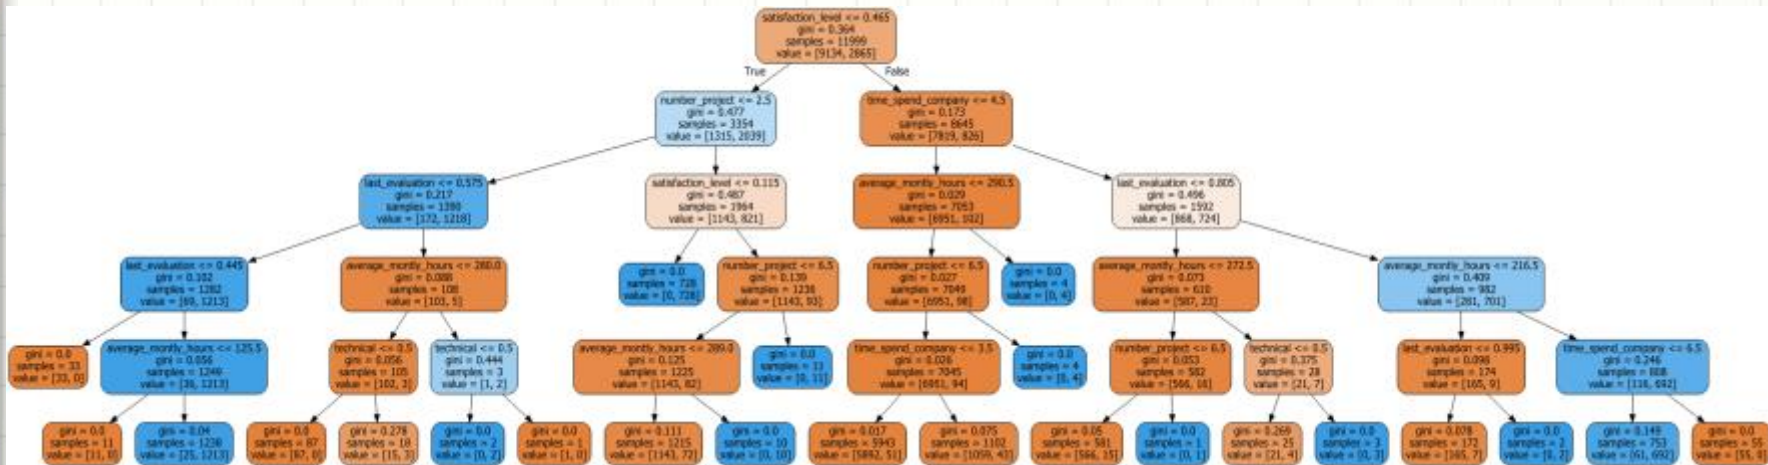 satisfaction_level <= 0.465
gini = 0.364
samples = 11999
value = [9134, 2865]
True
False
number_project <= 2.5
gini = 0.477
samples = 3354
value = [1315, 2039]
time_spend_company <= 4.5
gini = 0.173
samples = 8645
value = [7819, 826]
last_evaluation <= 0.575
gini = 0.217
samples = 1390
value = [172, 1218]
satisfaction_level <= 0.115
gini = 0.487
samples = 1964
value = [1143, 821]
average_montly_hours <= 290.5
gini = 0.029
samples = 7053
value = [6951, 102]
last_evaluation <= 0.805
gini = 0.496
samples = 1592
value = [868, 724]
last_evaluation <= 0.445
gini = 0.102
samples = 1282
value = [69, 1213]
average_montly_hours <= 280.0
gini = 0.088
samples = 108
value = [103, 5]
gini = 0.0
samples = 728
value = [0, 728]
number_project <= 6.5
gini = 0.139
samples = 1236
value = [1143, 93]
number_project <= 6.5
gini = 0.027
samples = 7049
value = [6951, 98]
gini = 0.0
samples = 4
value = [0, 4]
average_montly_hours <= 272.5
gini = 0.073
samples = 610
value = [587, 23]
average_montly_hours <= 216.5
gini = 0.409
samples = 982
value = [281, 701]
gini = 0.0
samples = 33
value = [33, 0]
average_montly_hours <= 125.5
gini = 0.056
samples = 1249
value = [36, 1213]
technical <= 0.5
gini = 0.056
samples = 105
value = [102, 3]
technical <= 0.5
gini = 0.444
samples = 3
value = [1, 2]
average_montly_hours <= 289.0
gini = 0.125
samples = 1225
value = [1143, 82]
gini = 0.0
samples = 11
value = [0, 11]
time_spend_company <= 3.5
gini = 0.026
samples = 7045
value = [6951, 94]
gini = 0.0
samples = 4
value = [0, 4]
number_project <= 6.5
gini = 0.053
samples = 582
value = [566, 16]
technical <= 0.5
gini = 0.375
samples = 28
value = [21, 7]
last_evaluation <= 0.995
gini = 0.098
samples = 174
value = [165, 9]
time_spend_company <= 6.5
gini = 0.246
samples = 808
value = [116, 692]
gini = 0.0
samples = 11
value = [11, 0]
gini = 0.04
samples = 1238
value = [25, 1213]
gini = 0.0
samples = 87
value = [87, 0]
gini = 0.278
samples = 18
value = [15, 3]
gini = 0.0
samples = 2
value = [0, 2]
gini = 0.0
samples = 1
value = [1, 0]
gini = 0.111
samples = 1215
value = [1143, 72]
gini = 0.0
samples = 10
value = [0, 10]
gini = 0.017
samples = 5943
value = [5892, 51]
gini = 0.075
samples = 1102
value = [1059, 43]
gini = 0.05
samples = 581
value = [566, 15]
gini = 0.0
samples = 1
value = [0, 1]
gini = 0.269
samples = 25
value = [21, 4]
gini = 0.0
samples = 3
value = [0, 3]
gini = 0.078
samples = 172
value = [165, 7]
gini = 0.0
samples = 2
value = [0, 2]
gini = 0.149
samples = 753
value = [61, 692]
gini = 0.0
samples = 55
value = [55, 0]